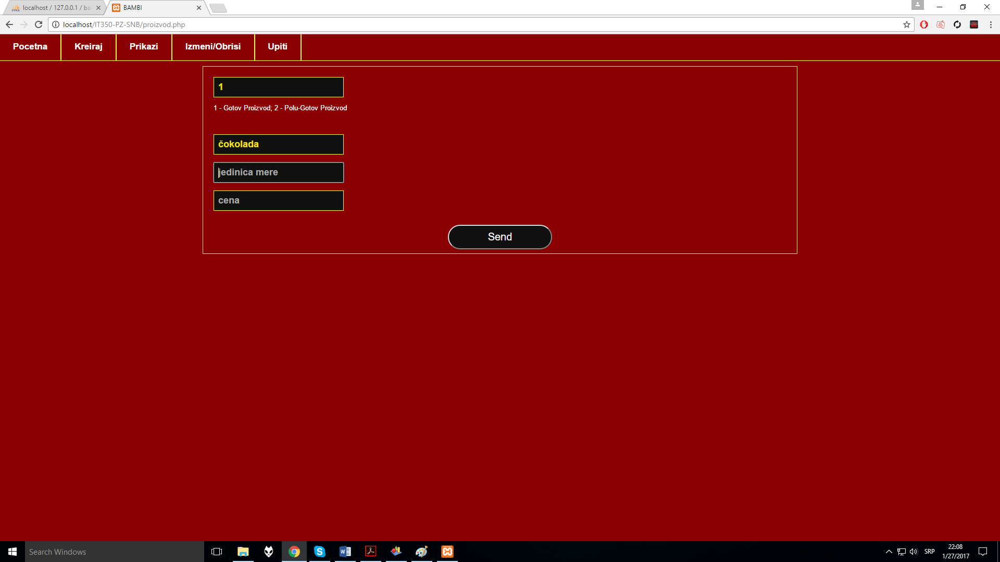 localhost / 127.0.0.1 / ba
BAMBI
localhost/IT350-PZ-SNB/proizvod.php
Pocetna
Kreiraj
Prikazi
Izmeni/Obrisi
Upiti
1
1 - Gotov Proizvod; 2 - Polu-Gotov Proizvod
čokolada
jedinica mere
cena
Send
Search Windows
SRP
22:08
1/27/2017